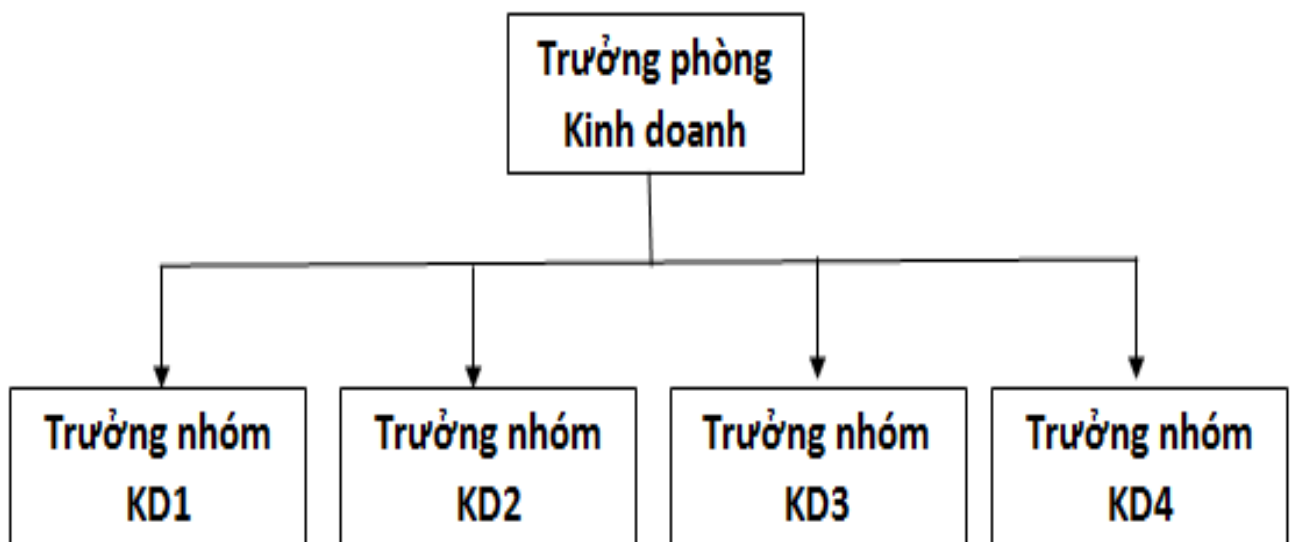 Trưởng phòng
Kinh doanh
Trưởng nhóm
KD1
Trưởng nhóm
KD2
Trưởng nhóm
KD3
Trưởng nhóm
KD4